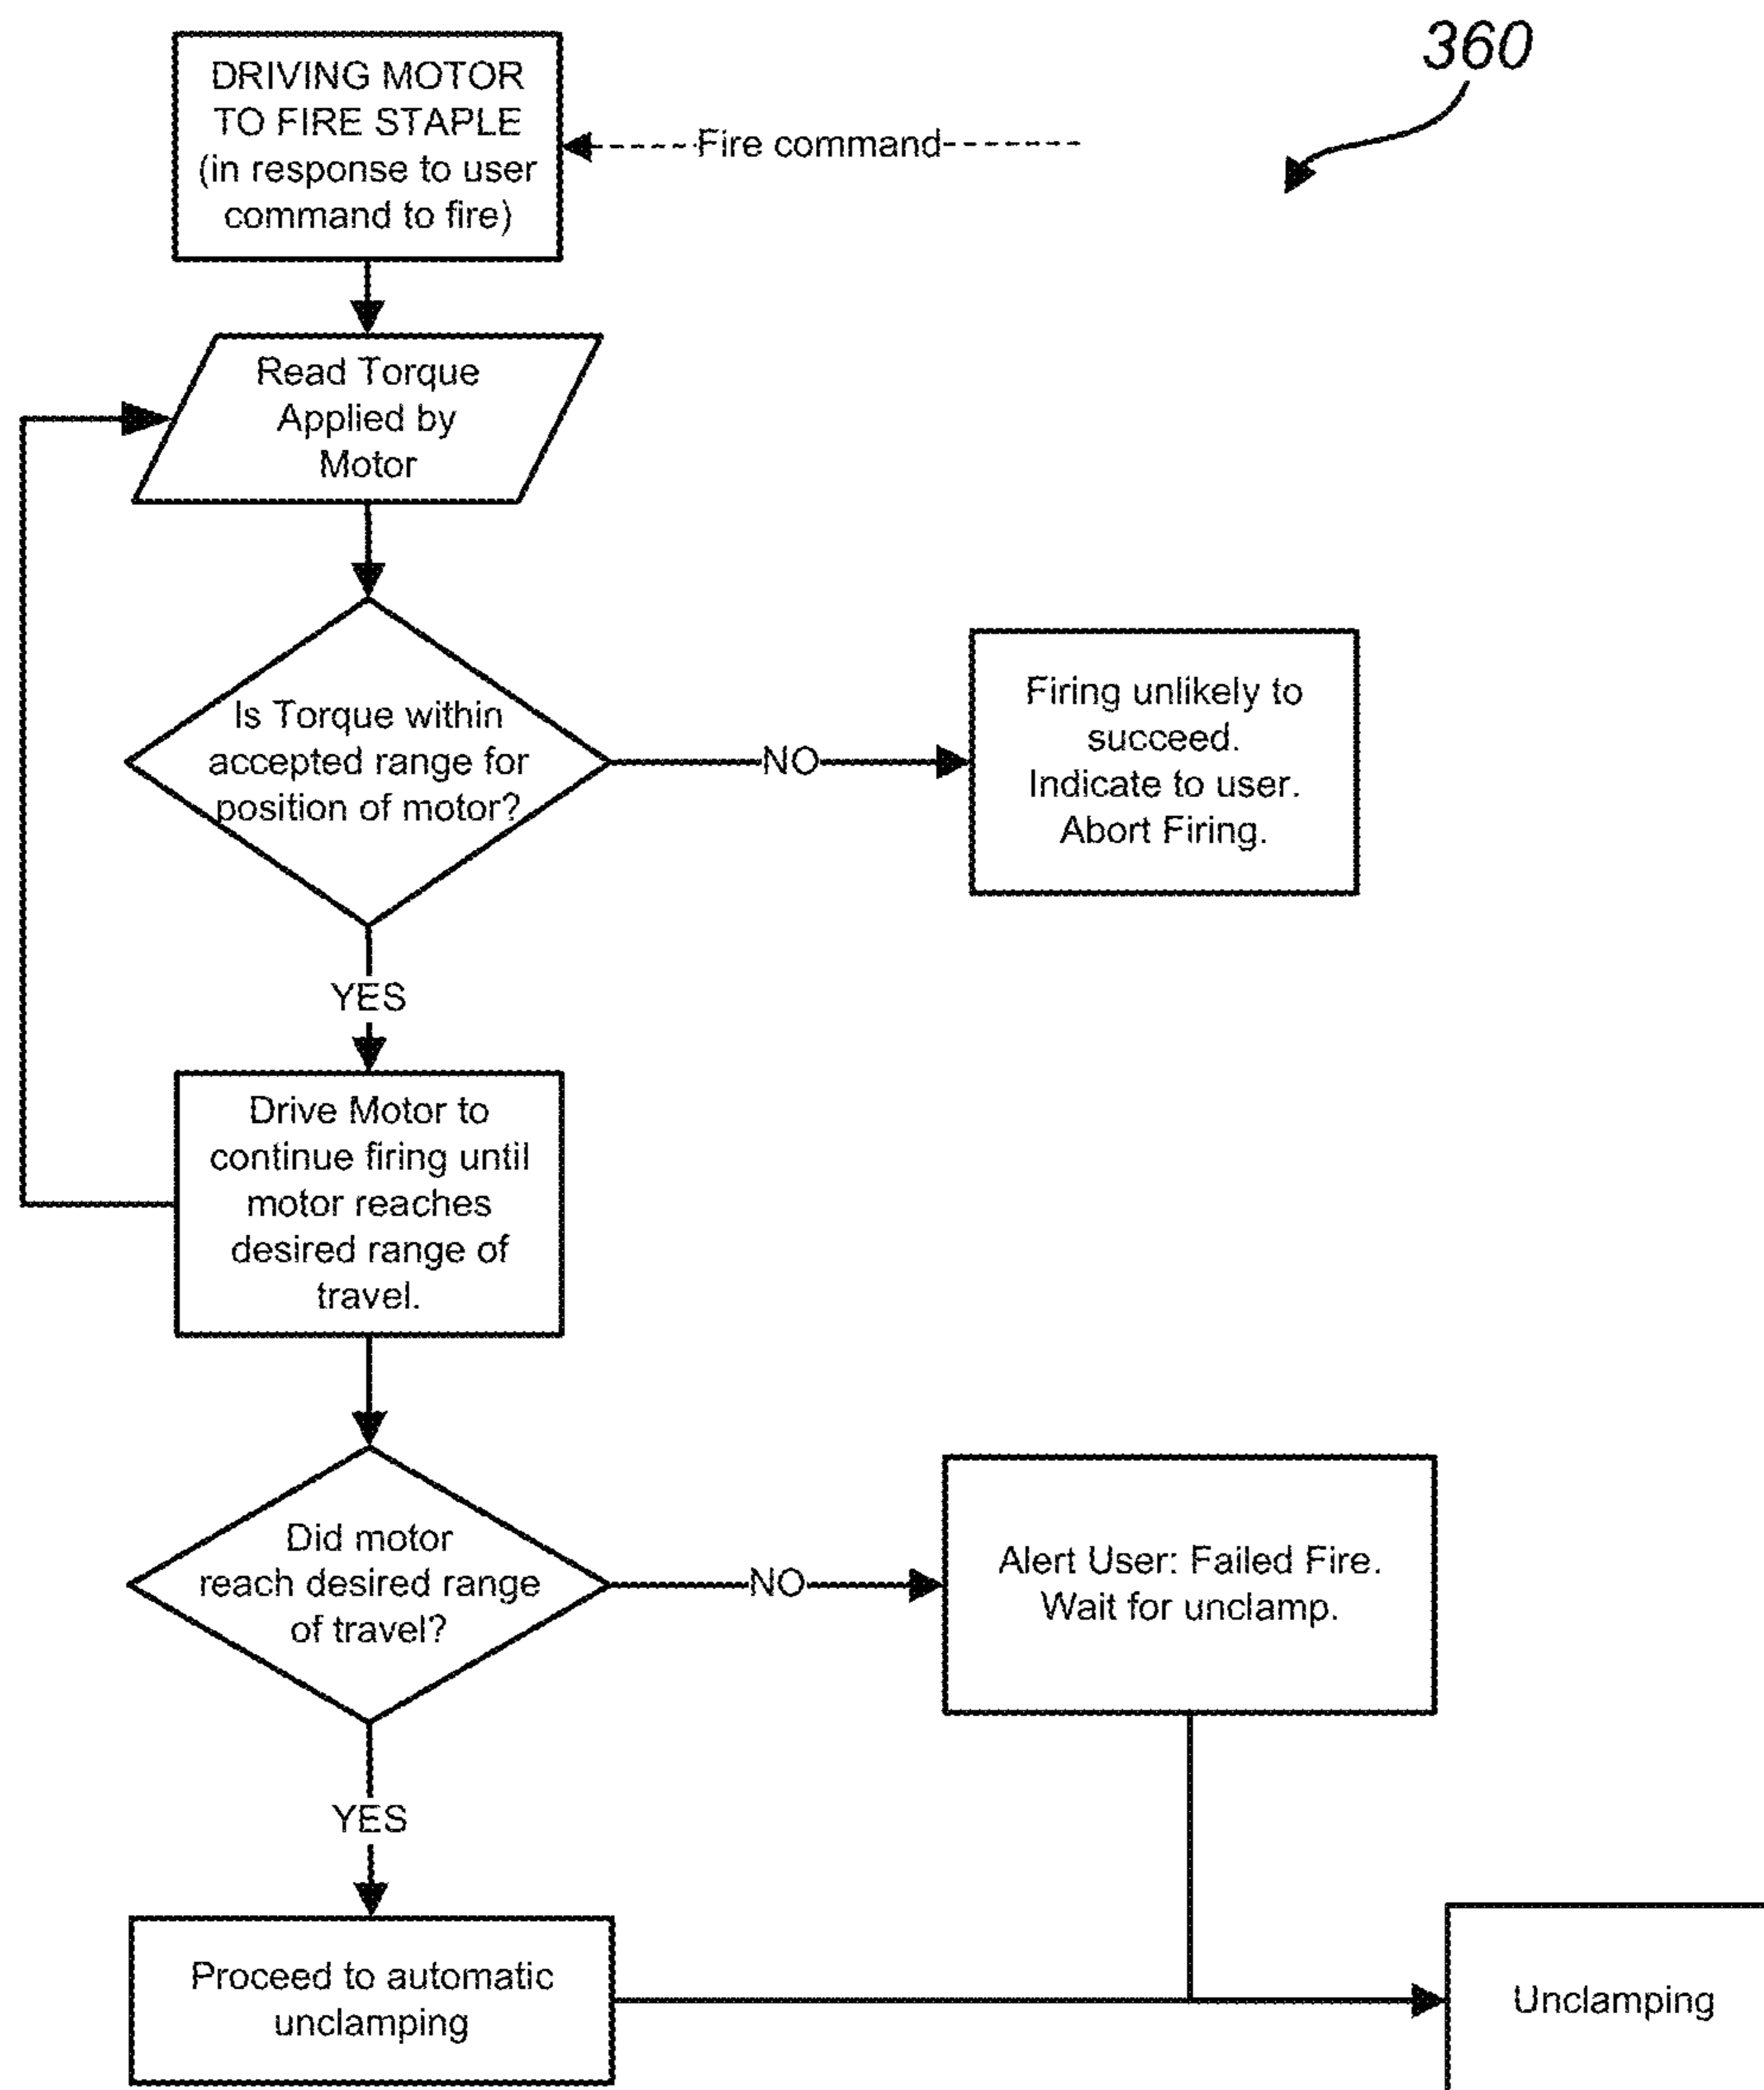 360
DRIVING MOTOR
TO FIRE STAPLE
(in response to user
command to fire)
Fire command
Read Torque
Applied by
Motor
Is Torque within
accepted range for
position of motor?
NO
Firing unlikely to
succeed.
Indicate to user.
Abort Firing.
YES
Drive Motor to
continue firing until
motor reaches
desired range of
travel.
Did motor
reach desired range
of travel?
NO
Alert User: Failed Fire.
Wait for unclamp.
YES
Proceed to automatic
unclamping
Unclamping